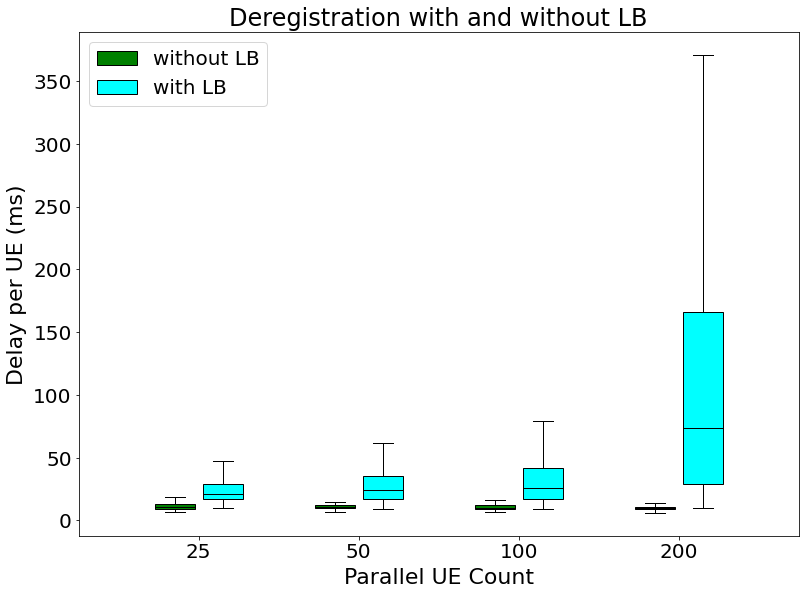 Deregistration with and without LB
without LB
with LB
350
300
250
200
150
100
50
0
Delay per UE (ms)
25
50
100
200
Parallel UE Count